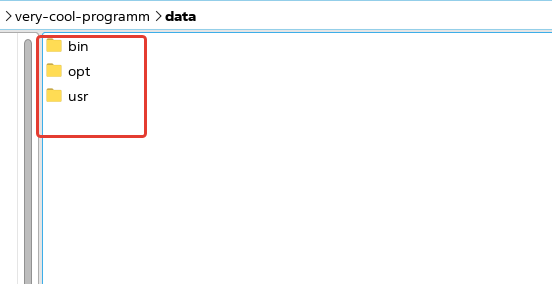 very-cool-programm data
bin
opt
usr